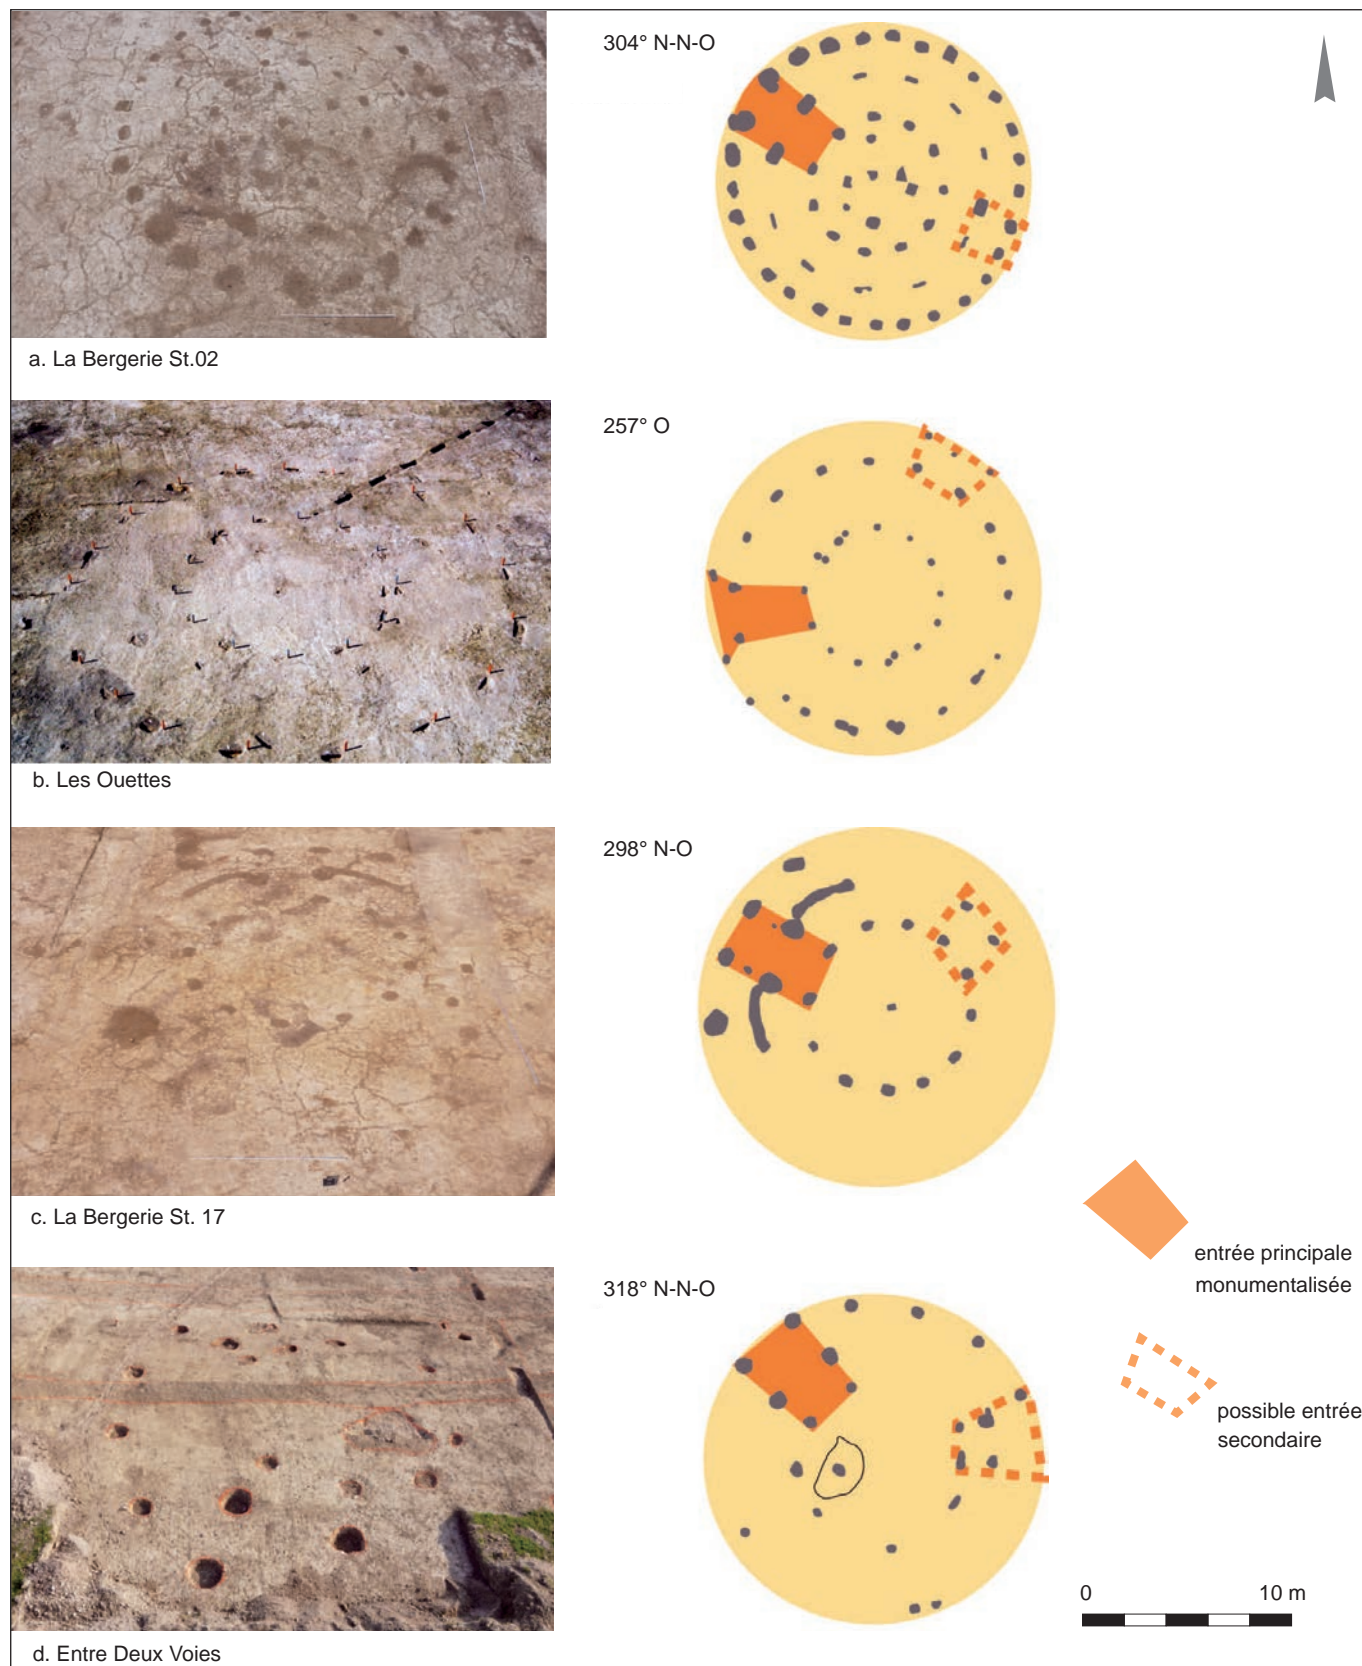 304° N-N-O
a. La Bergerie St.02
257° O
b. Les Ouettes
298° N-O
c. La Bergerie St. 17
entrée principale
monumentalisée
318° N-N-O
possible entrée
secondaire
0 10 m
d. Entre Deux Voies